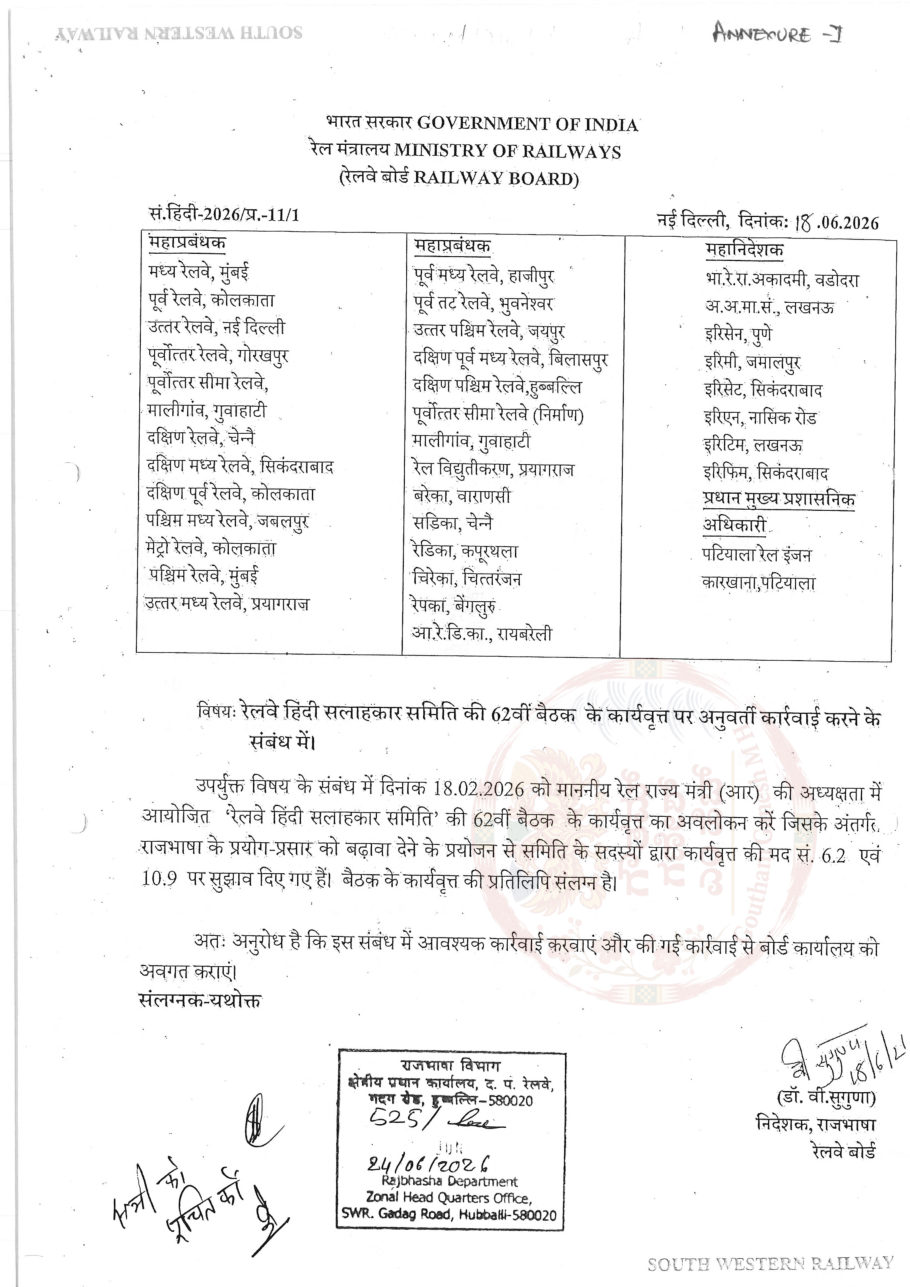 SOUTH WESTERN RAILWAY
ANNEXURE -I
भारत सरकार GOVERNMENT OF INDIA
रेल मंत्रालय MINISTRY OF RAILWAYS
(रेलवे बोर्ड RAILWAY BOARD)
सं.हिंदी-2026/प्र.-11/1
नई दिल्ली, दिनांक: 18.06.2026
महाप्रबंधक
मध्य रेलवे, मुंबई
पूर्व रेलवे, कोलकाता
उत्तर रेलवे, नई दिल्ली
पूर्वोत्तर रेलवे, गोरखपुर
पूर्वोत्तर सीमा रेलवे,
मालीगांव, गुवाहाटी
दक्षिण रेलवे, चेन्नै
दक्षिण मध्य रेलवे, सिकंदराबाद
दक्षिण पूर्व रेलवे, कोलकाता
पश्चिम मध्य रेलवे, जबलपुर
मेट्रो रेलवे, कोलकाता
पश्चिम रेलवे, मुंबई
उत्तर मध्य रेलवे, प्रयागराज
महाप्रबंधक
पूर्व मध्य रेलवे, हाजीपुर
पूर्व तट रेलवे, भुवनेश्वर
उत्तर पश्चिम रेलवे, जयपुर
दक्षिण पूर्व मध्य रेलवे, बिलासपुर
दक्षिण पश्चिम रेलवे,हुब्बल्लि
पूर्वोत्तर सीमा रेलवे (निर्माण)
मालीगांव, गुवाहाटी
रेल विद्युतीकरण, प्रयागराज
बरेका, वाराणसी
सडिका, चेन्नै
रेडिका, कपूरथला
चिरेका, चित्तरंजन
रेपका, बेंगलुरु
आ.रे.डि.का., रायबरेली
महानिदेशक
भा.रे.रा.अकादमी, वडोदरा
अ.अ.मा.सं., लखनऊ
इरिसेन, पुणे
इरिमी, जमालपुर
इरिसेट, सिकंदराबाद
इरिएन, नासिक रोड
इरिटिम, लखनऊ
इरिफिम, सिकंदराबाद
प्रधान मुख्य प्रशासनिक
अधिकारी
पटियाला रेल इंजन
कारखाना,पटियाला
विषयः रेलवे हिंदी सलाहकार समिति की 62वीं बैठक के कार्यवृत्त पर अनुवर्ती कार्रवाई करने के
संबंध में।
उपर्युक्त विषय के संबंध में दिनांक 18.02.2026 को माननीय रेल राज्य मंत्री (आर) की अध्यक्षता में
आयोजित 'रेलवे हिंदी सलाहकार समिति' की 62वीं बैठक के कार्यवृत्त का अवलोकन करें जिसके अंतर्गत
राजभाषा के प्रयोग-प्रसार को बढ़ावा देने के प्रयोजन से समिति के सदस्यों द्वारा कार्यवृत्त की मद सं. 6.2 एवं
10.9 पर सुझाव दिए गए हैं। बैठक के कार्यवृत्त की प्रतिलिपि संलग्न है।
अतः अनुरोध है कि इस संबंध में आवश्यक कार्रवाई करवाएं और की गई कार्रवाई से बोर्ड कार्यालय को
अवगत कराएं।
संलग्नक-यथोक्त
वी सुगुणा
18/6/26
(डॉ. वी.सुगुणा)
निदेशक, राजभाषा
रेलवे बोर्ड
राजभाषा विभाग
क्षेत्रीय प्रधान कार्यालय, द. प. रेलवे,
गदग रोड, हुब्बल्लि-580020
525/
24/06/2026
Rajbhasha Department
Zonal Head Quarters Office,
SWR. Gadag Road, Hubballi-580020
सभी को
सूचित करें
SOUTH WESTERN RAILWAY